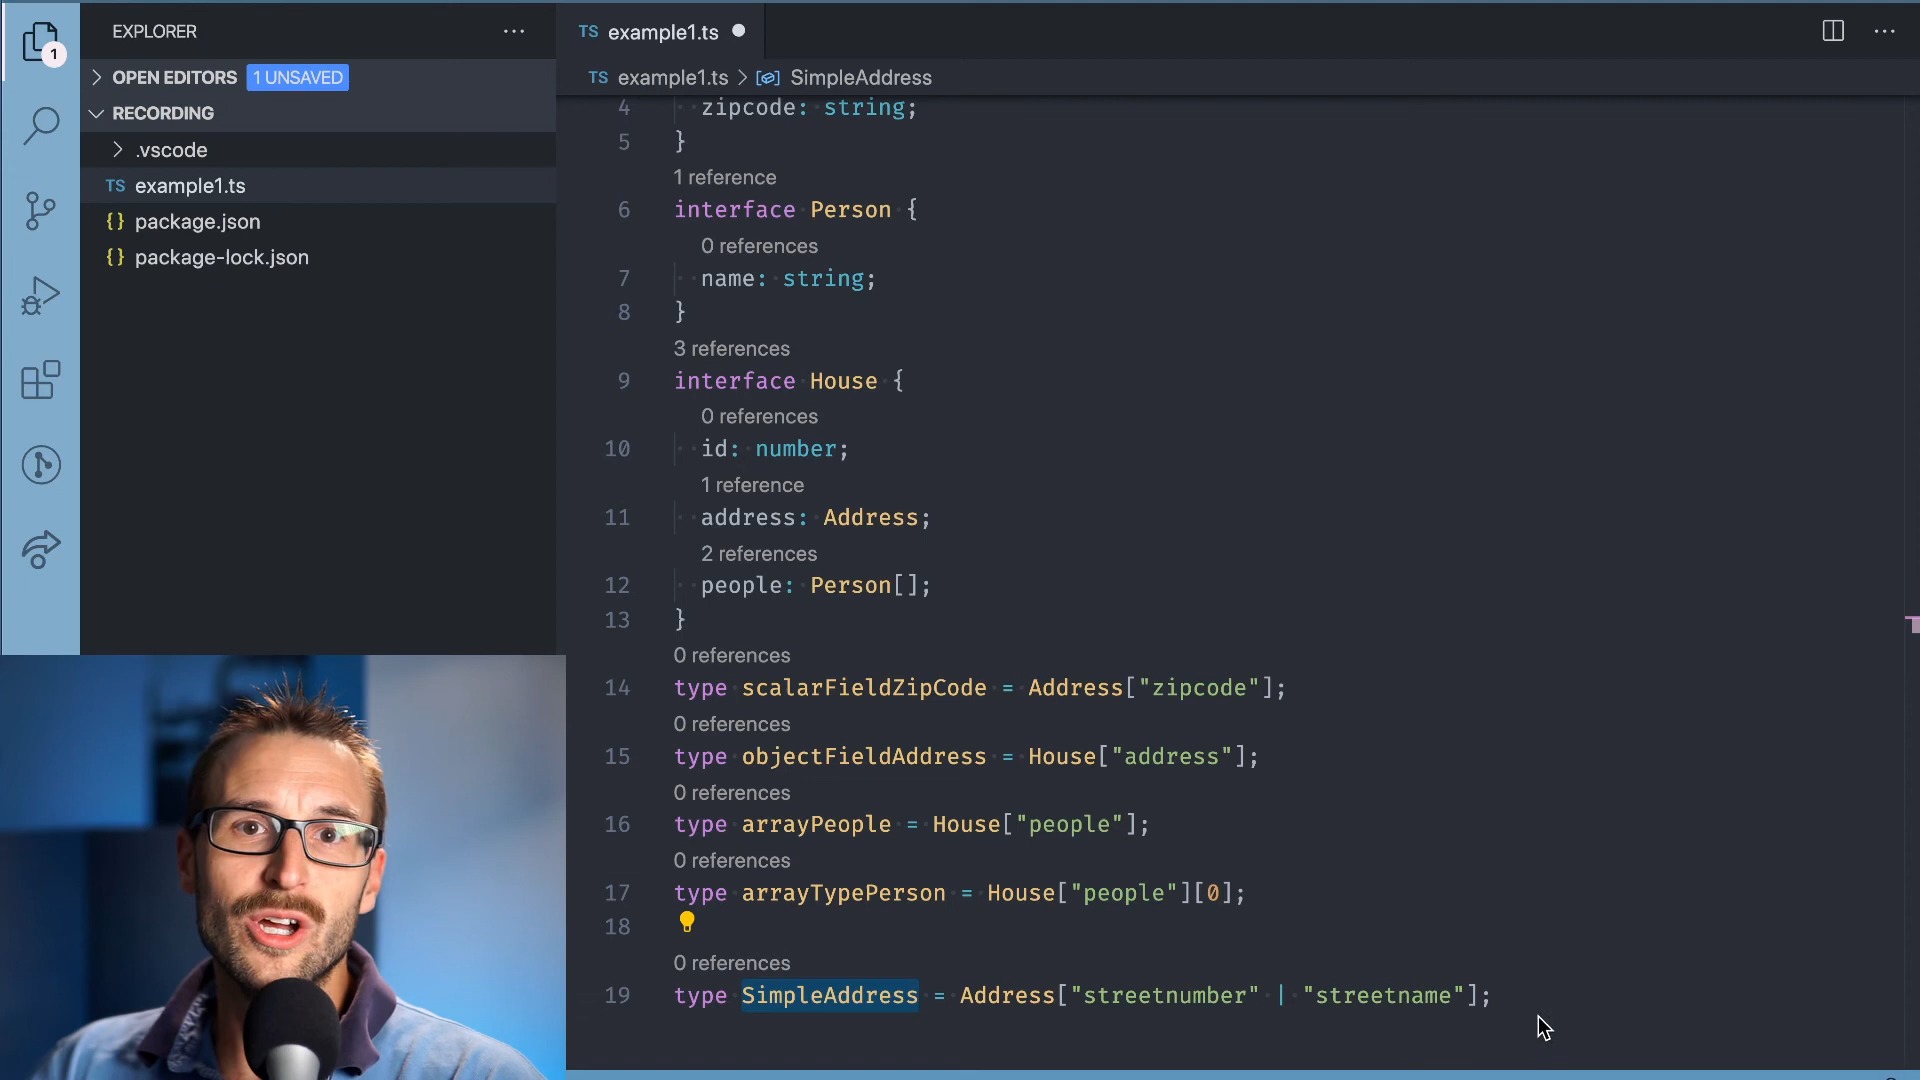 EXPLORER
1
OPEN EDITORS 1 UNSAVED
RECORDING
.vscode
TS example1.ts
{} package.json
{} package-lock.json
TS example1.ts
TS example1.ts > SimpleAddress
4 zipcode: string;
5 }
1 reference
6 interface Person {
0 references
7 name: string;
8 }
3 references
9 interface House {
0 references
10 id: number;
1 reference
11 address: Address;
2 references
12 people: Person[];
13 }
0 references
14 type scalarFieldZipCode = Address["zipcode"];
0 references
15 type objectFieldAddress = House["address"];
0 references
16 type arrayPeople = House["people"];
0 references
17 type arrayTypePerson = House["people"][0];
18
0 references
19 type SimpleAddress = Address["streetnumber" | "streetname"];